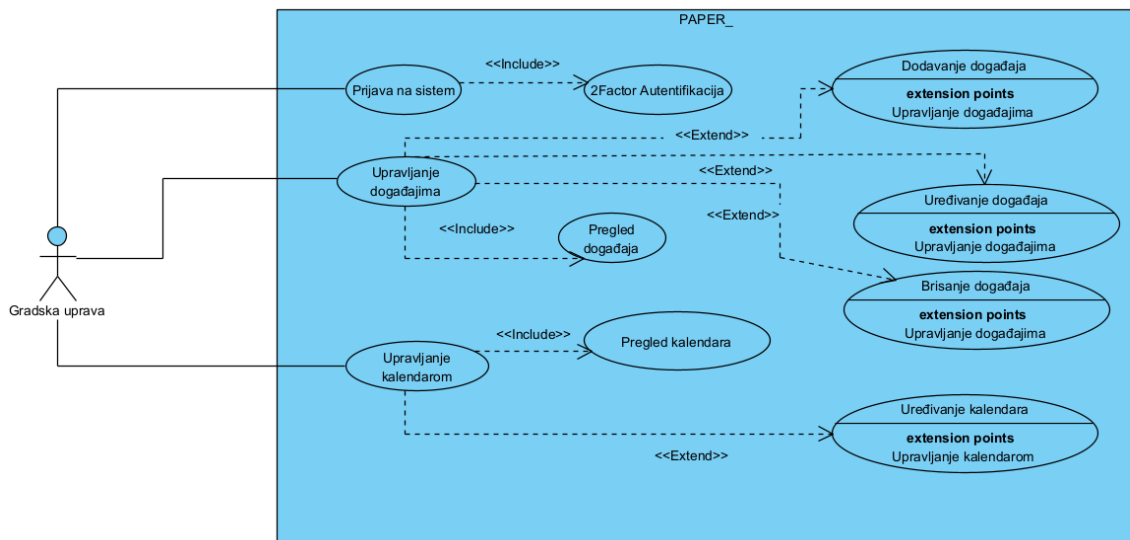 PAPER_
<<Include>>
Prijava na sistem
2Factor Autentifikacija
Dodavanje događaja
extension points
Upravljanje događajima
<<Extend>>
Upravljanje
događajima
<<Extend>>
<<Extend>>
Uređivanje događaja
extension points
Upravljanje događajima
<<Include>>
Pregled
događaja
Brisanje događaja
extension points
Upravljanje događajima
Gradska uprava
<<Include>>
Pregled kalendara
Upravljanje
kalendarom
Uređivanje kalendara
extension points
Upravljanje kalendarom
<<Extend>>